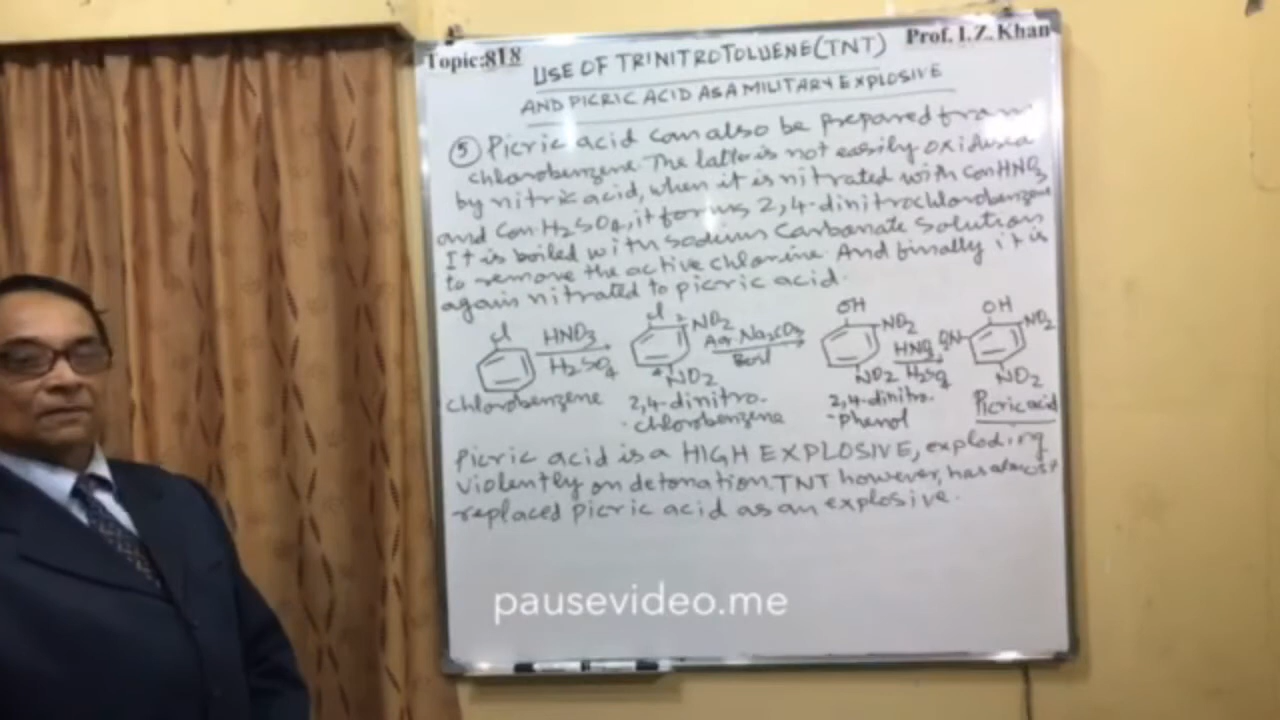 Topic:818
Prof. I.Z. Khan
USE OF TRINITROTOLUENE(TNT)
AND PICRIC ACID AS A MILITARY EXPLOSIVE
⑤ Picric acid can also be prepared from
chlorobenzene. The latter is not easily oxidised
by nitric acid, when it is nitrated with Con HNO3
and Con. H2SO4, it forms 2,4-dinitrochlorobenzene
It is boiled with sodium Carbonate Solution
to remove the active chlorine. And finally it is
again nitrated to picric acid.
Cl HNO3 H2SO4 Cl NO2 NO2 Aq. Na2CO3 Boil OH NO2 NO2 HNO3 H2SO4 OH O2N NO2 NO2
Chlorobenzene 2,4-dinitro. 2,4-dinitro. Picric acid
-chlorobenzene -phenol
Picric acid is a HIGH EXPLOSIVE, exploding
violently on detonation. TNT however, has almost
replaced picric acid as an explosive.
pausevideo.me